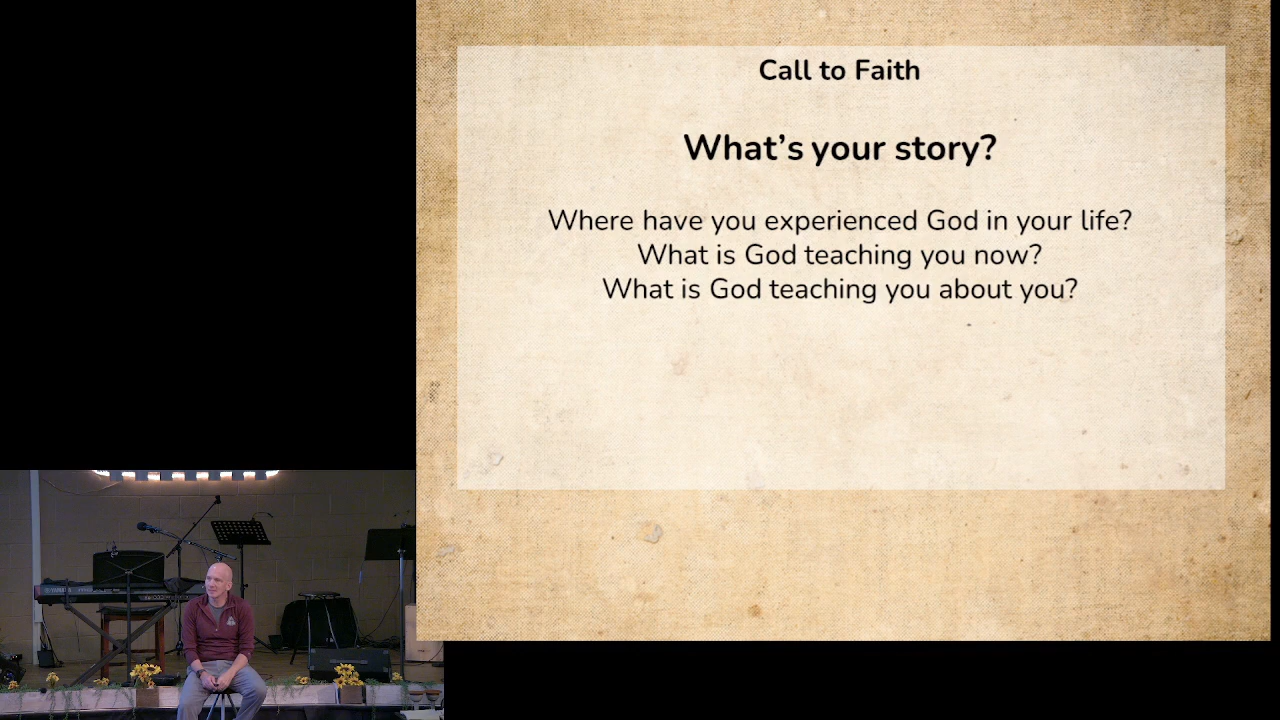 Call to Faith
What's your story?
Where have you experienced God in your life?
What is God teaching you now?
What is God teaching you about you?
YAMAHA